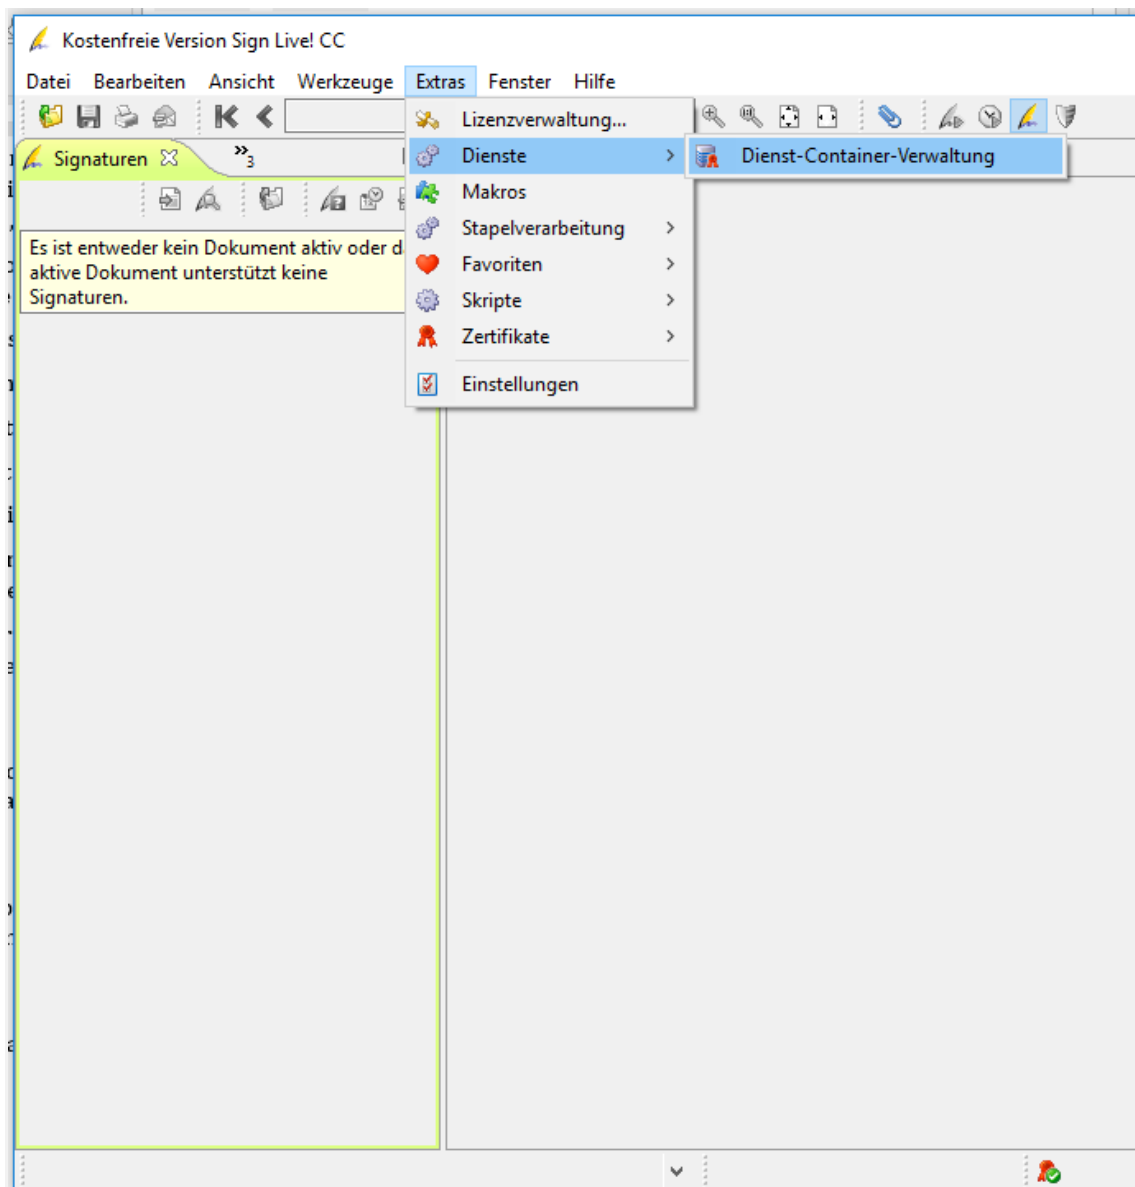 Kostenfreie Version Sign Live! CC
Datei Bearbeiten Ansicht Werkzeuge Extras Fenster Hilfe
Signaturen
»3
Es ist entweder kein Dokument aktiv oder d
aktive Dokument unterstützt keine
Signaturen.
Lizenzverwaltung...
Dienste
Dienst-Container-Verwaltung
Makros
Stapelverarbeitung
Favoriten
Skripte
Zertifikate
Einstellungen